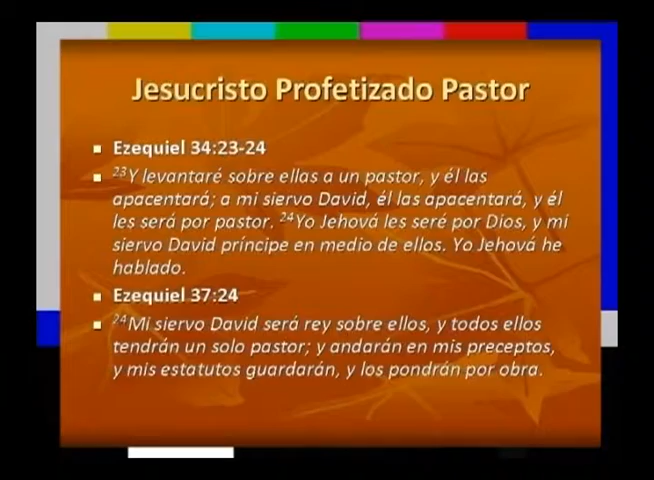 Jesucristo Profetizado Pastor
Ezequiel 34:23-24
23Y levantaré sobre ellas a un pastor, y él las
apacentará; a mi siervo David, él las apacentará, y él
les será por pastor. 24Yo Jehová les seré por Dios, y mi
siervo David príncipe en medio de ellos. Yo Jehová he
hablado.
Ezequiel 37:24
24Mi siervo David será rey sobre ellos, y todos ellos
tendrán un solo pastor; y andarán en mis preceptos,
y mis estatutos guardarán, y los pondrán por obra.